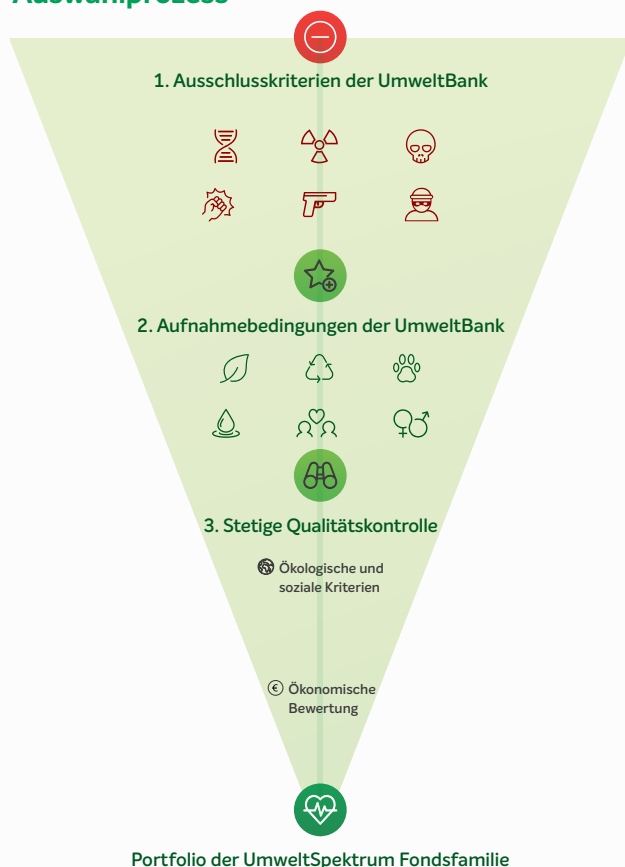 Auswahlprozess
1. Ausschlusskriterien der UmweltBank
2. Aufnahmebedingungen der UmweltBank
3. Stetige Qualitätskontrolle
Ökologische und
soziale Kriterien
€ Ökonomische
Bewertung
Portfolio der UmweltSpektrum Fondsfamilie